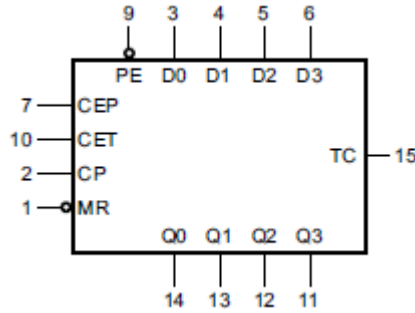 9 3 4 5 6
PE D0 D1 D2 D3
7 CEP
10 CET
TC 15
2 CP
1 MR
Q0 Q1 Q2 Q3
14 13 12 11